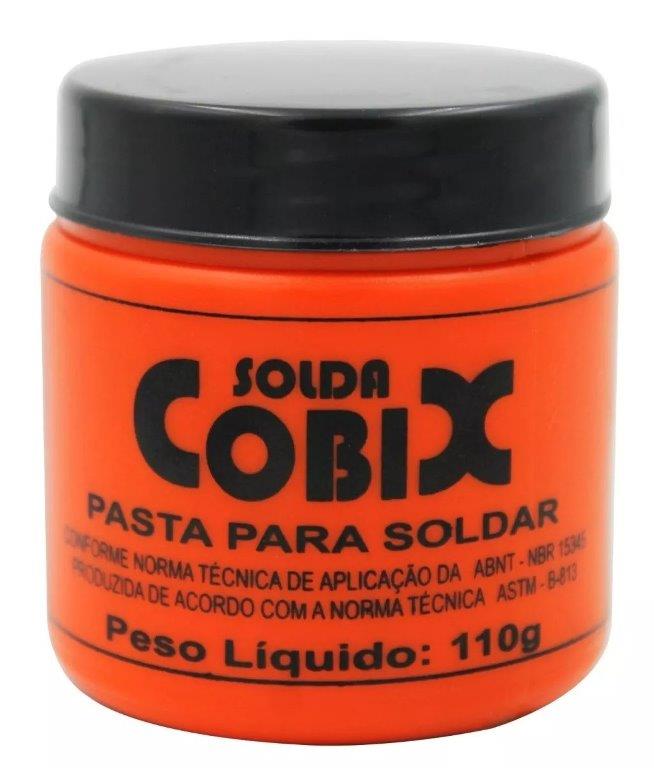 SOLDA
COBIX
PASTA PARA SOLDAR
CONFORME NORMA TÉCNICA DE APLICAÇÃO DA ABNT - NBR 15345
PRODUZIDA DE ACORDO COM A NORMA TÉCNICA ASTM - B-813
Peso Líquido: 110g